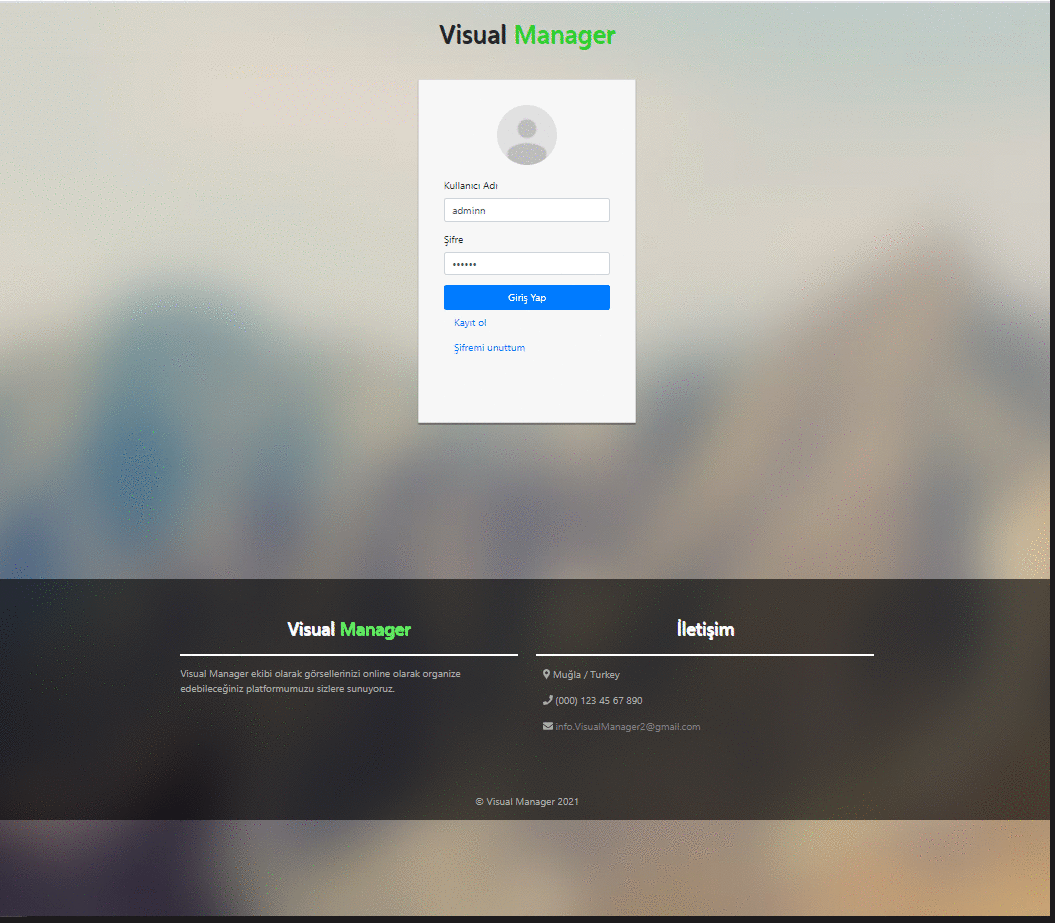 Visual Manager
Kullanıcı Adı
adminn
Şifre
••••••
Giriş Yap
Kayıt ol
Şifremi unuttum
Visual Manager
Visual Manager ekibi olarak görsellerinizi online olarak organize
edebileceğiniz platformumuzu sizlere sunuyoruz.
İletişim
Muğla / Turkey
(000) 123 45 67 890
info.VisualManager2@gmail.com
© Visual Manager 2021